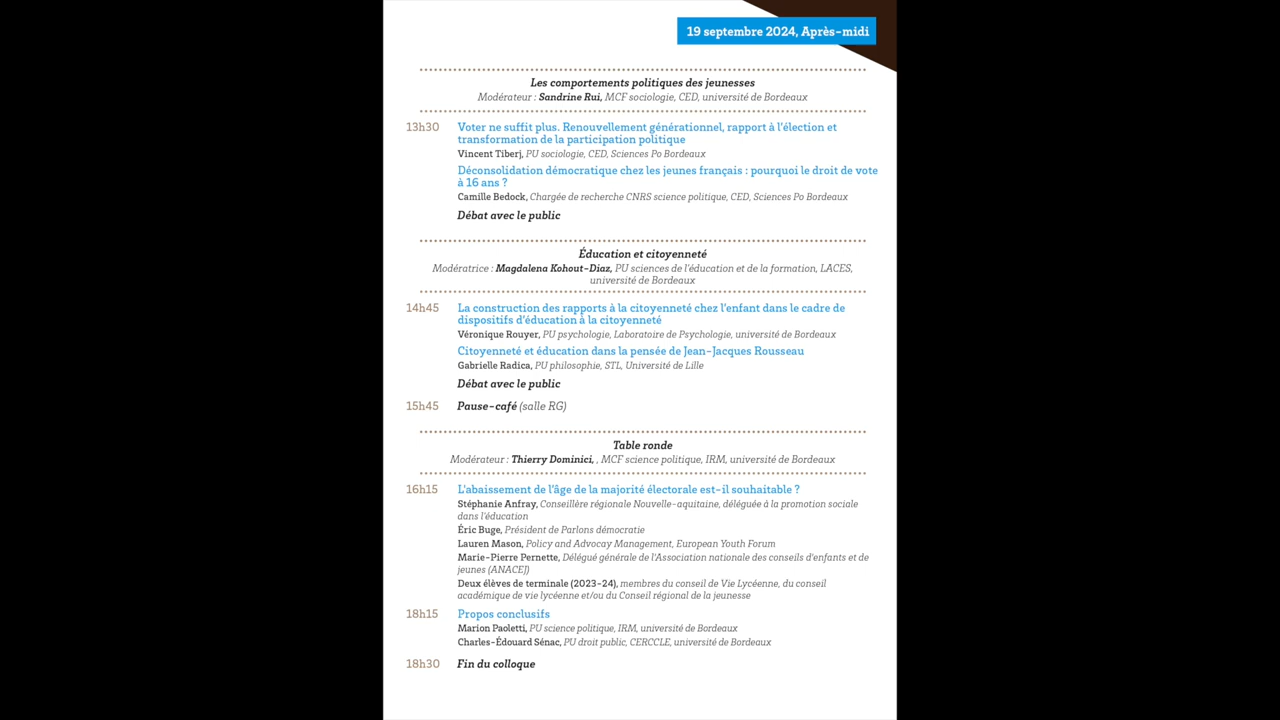 19 septembre 2024, Après-midi
Les comportements politiques des jeunesses
Modérateur : Sandrine Rui, MCF sociologie, CED, université de Bordeaux
13h30
Voter ne suffit plus. Renouvellement générationnel, rapport à l'élection et
transformation de la participation politique
Vincent Tiberj, PU sociologie, CED, Sciences Po Bordeaux
Déconsolidation démocratique chez les jeunes français : pourquoi le droit de vote
à 16 ans ?
Camille Bedock, Chargée de recherche CNRS science politique, CED, Sciences Po Bordeaux
Débat avec le public
Éducation et citoyenneté
Modératrice : Magdalena Kohout-Diaz, PU sciences de l'éducation et de la formation, LACES,
université de Bordeaux
14h45
La construction des rapports à la citoyenneté chez l'enfant dans le cadre de
dispositifs d'éducation à la citoyenneté
Véronique Rouyer, PU psychologie, Laboratoire de Psychologie, université de Bordeaux
Citoyenneté et éducation dans la pensée de Jean-Jacques Rousseau
Gabrielle Radica, PU philosophie, STL, Université de Lille
Débat avec le public
15h45
Pause-café (salle RG)
Table ronde
Modérateur : Thierry Dominici, , MCF science politique, IRM, université de Bordeaux
16h15
L'abaissement de l'âge de la majorité électorale est-il souhaitable ?
Stéphanie Anfray, Conseillère régionale Nouvelle-aquitaine, déléguée à la promotion sociale
dans l'éducation
Éric Buge, Président de Parlons démocratie
Lauren Mason, Policy and Advocay Management, European Youth Forum
Marie-Pierre Pernette, Délégué générale de l'Association nationale des conseils d'enfants et de
jeunes (ANACEJ)
Deux élèves de terminale (2023-24), membres du conseil de Vie Lycéenne, du conseil
académique de vie lycéenne et/ou du Conseil régional de la jeunesse
18h15
Propos conclusifs
Marion Paoletti, PU science politique, IRM, université de Bordeaux
Charles-Édouard Sénac, PU droit public, CERCCLE, université de Bordeaux
18h30
Fin du colloque